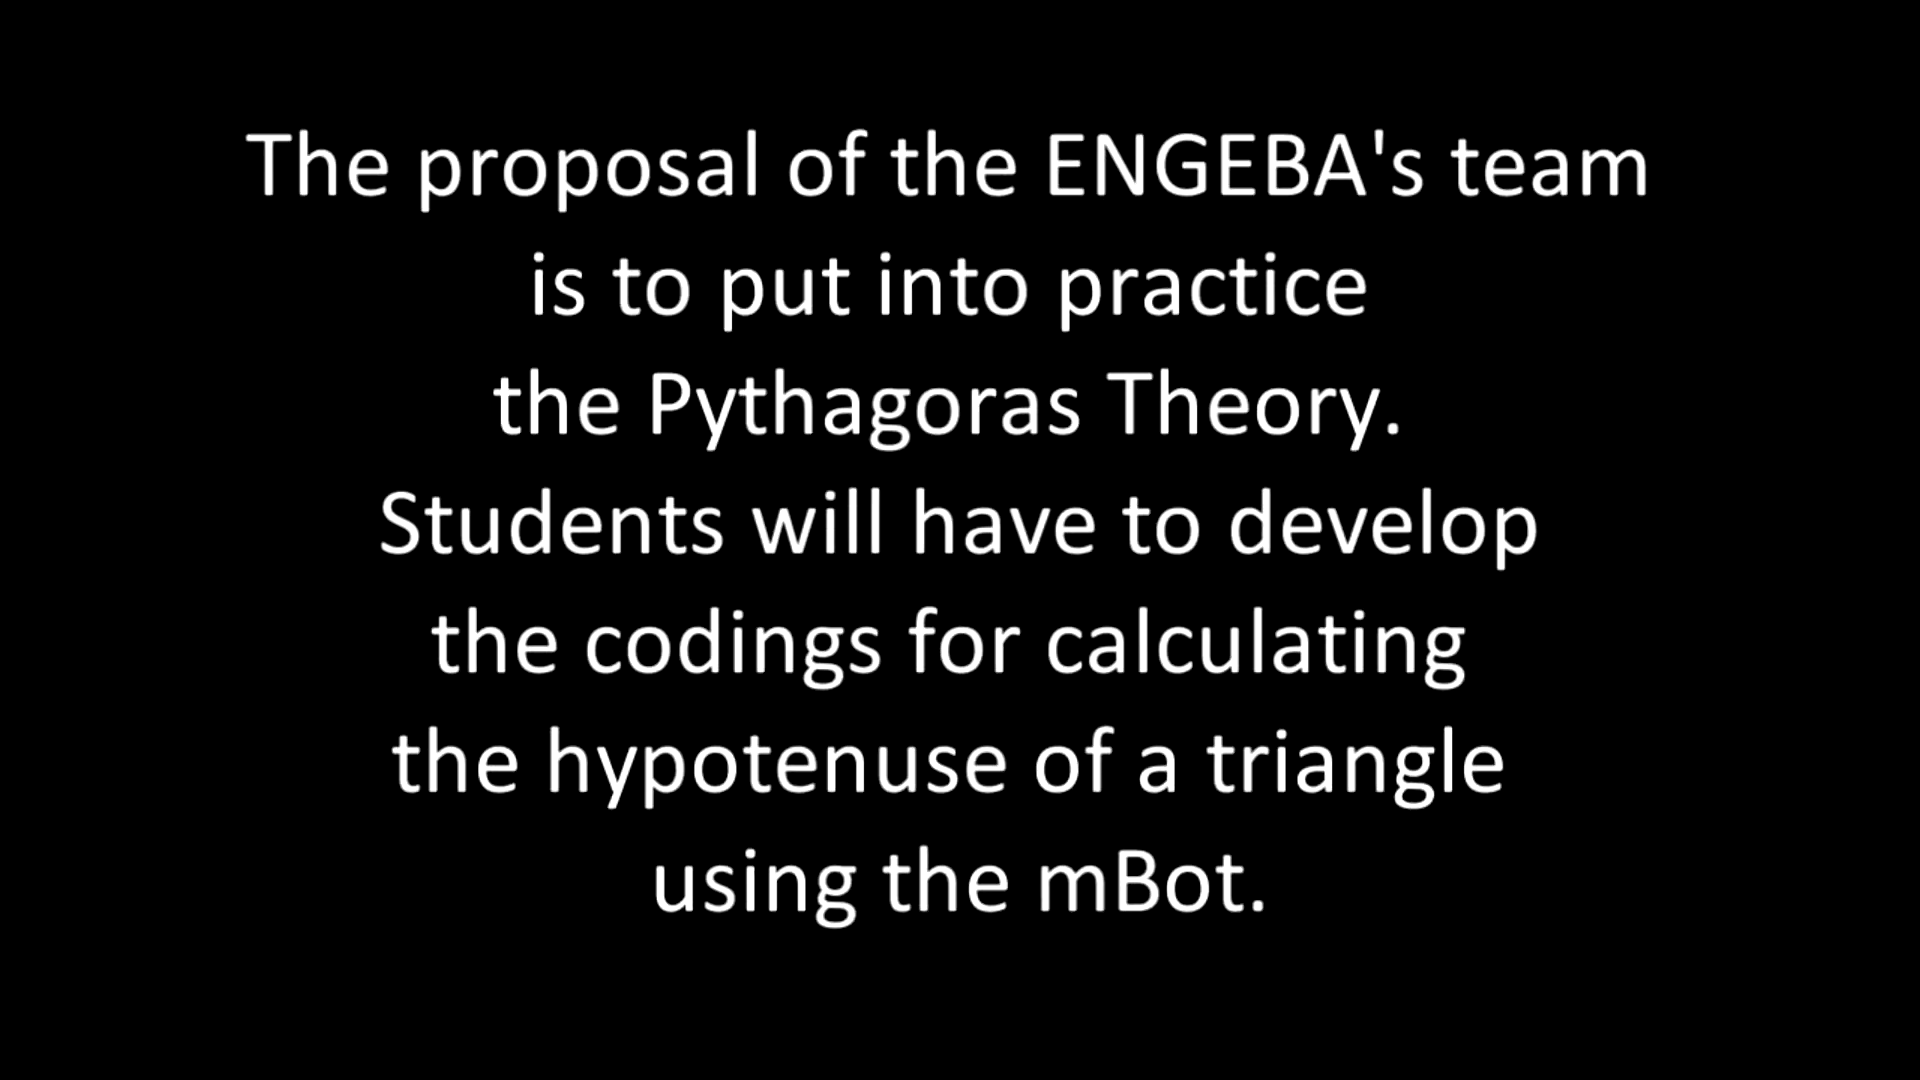 The proposal of the ENGEBA's team
is to put into practice
the Pythagoras Theory.
Students will have to develop
the codings for calculating
the hypotenuse of a triangle
using the mBot.